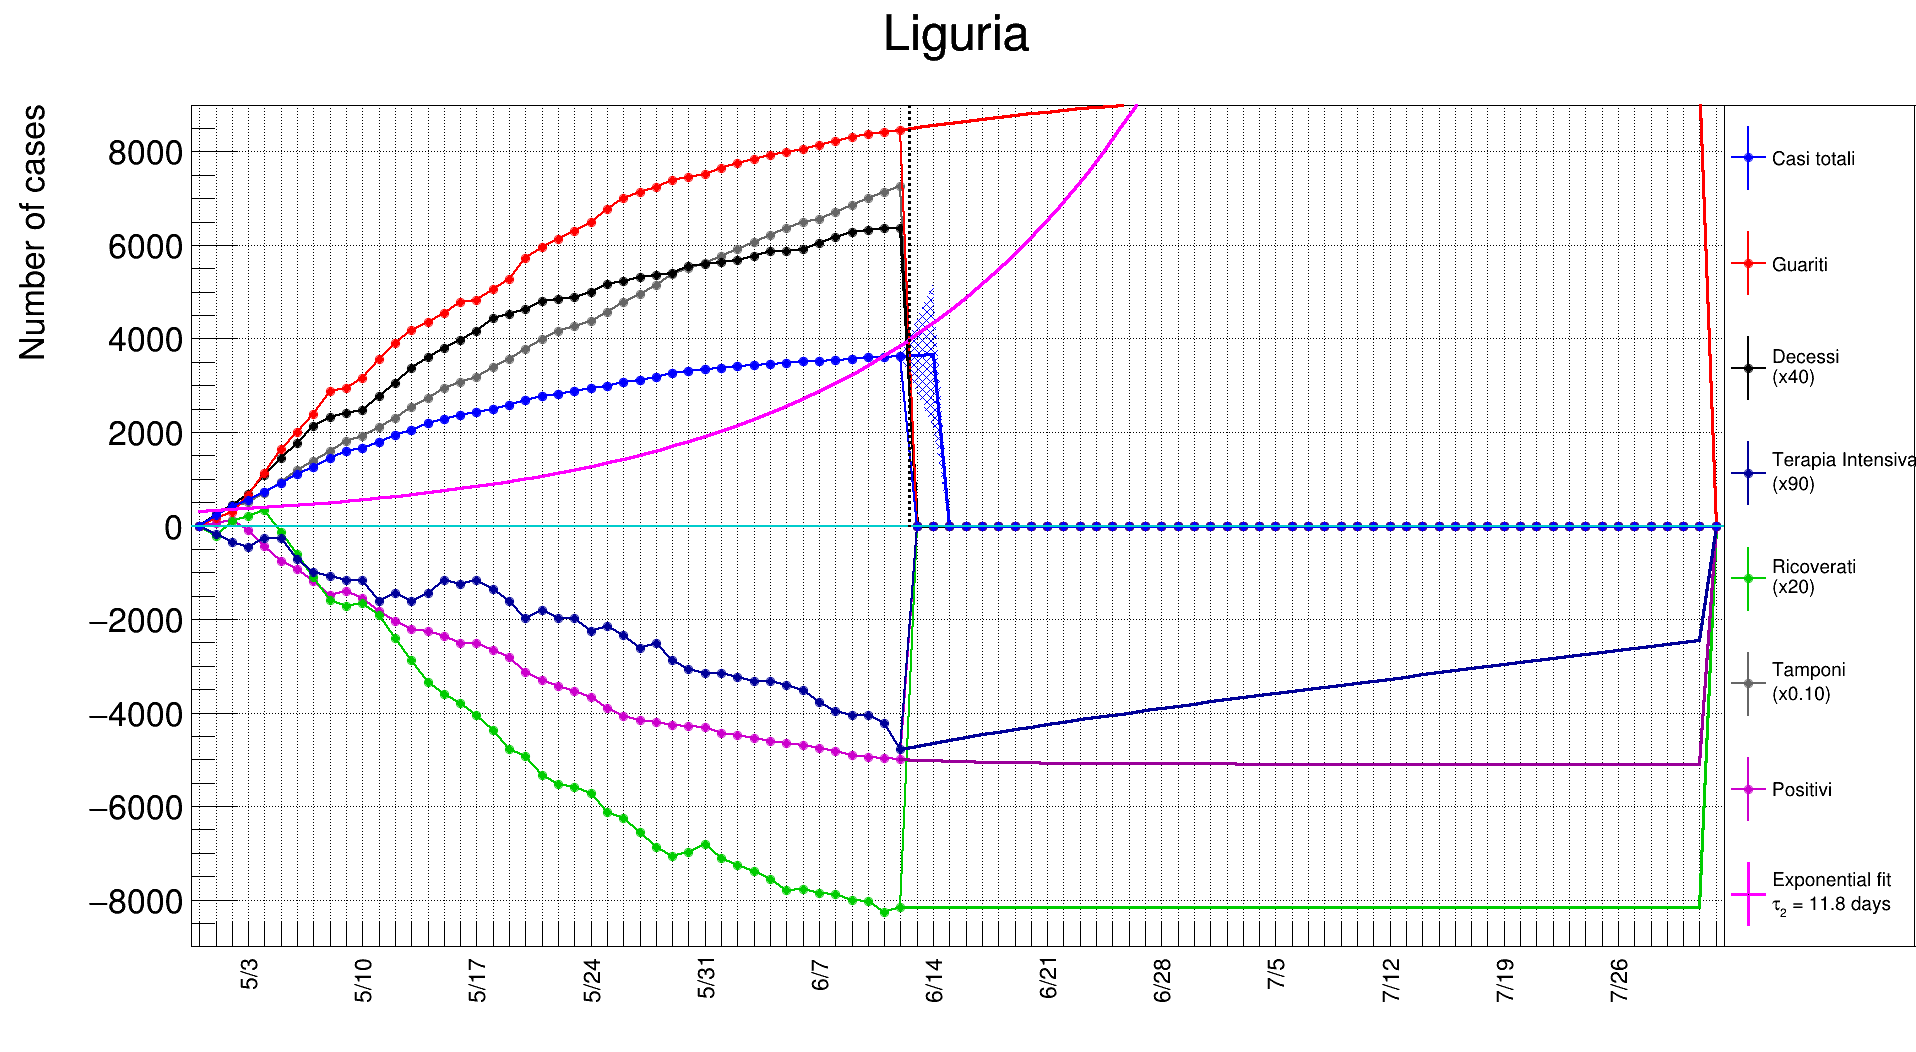 Liguria
Number of cases
8000
6000
4000
2000
0
−2000
−4000
−6000
−8000
5/3
5/10
5/17
5/24
5/31
6/7
6/14
6/21
6/28
7/5
7/12
7/19
7/26
Casi totali
Guariti
Decessi
(x40)
Terapia Intensiva
(x90)
Ricoverati
(x20)
Tamponi
(x0.10)
Positivi
Exponential fit
τ2 = 11.8 days